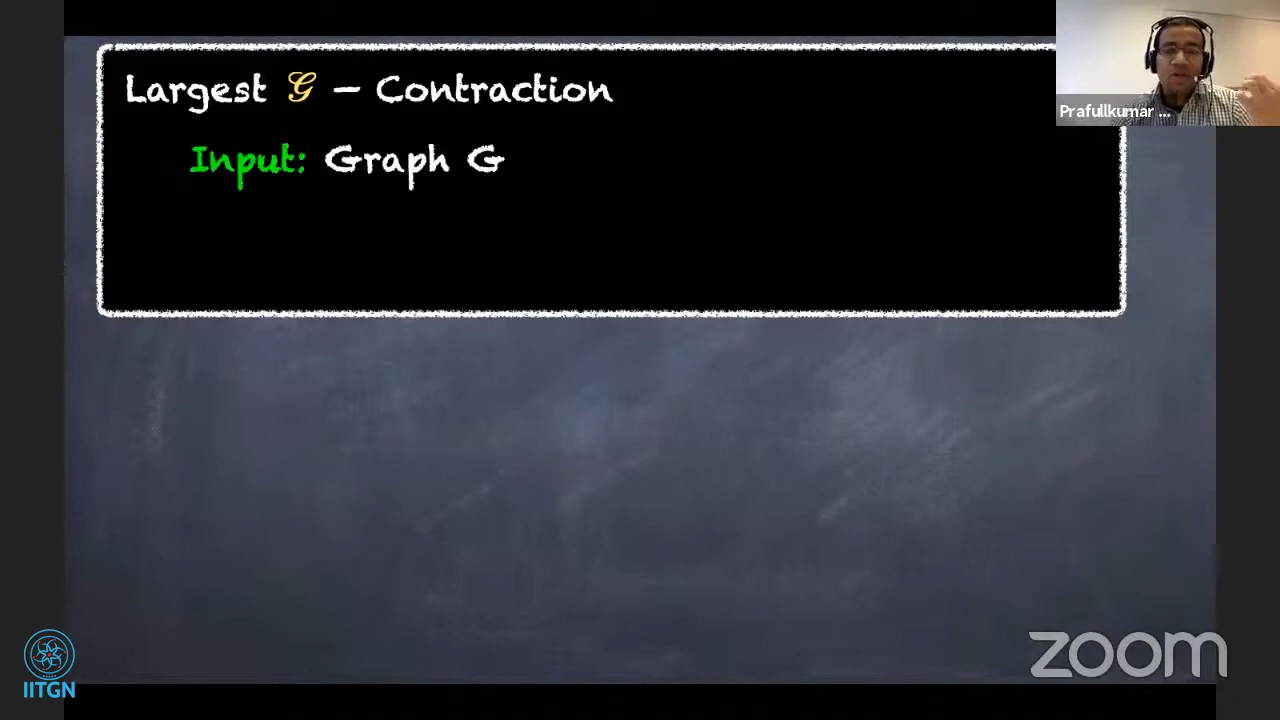 Largest 𝒢 – Contraction
Input: Graph G
Prafullkumar ...
IITGN
zoom